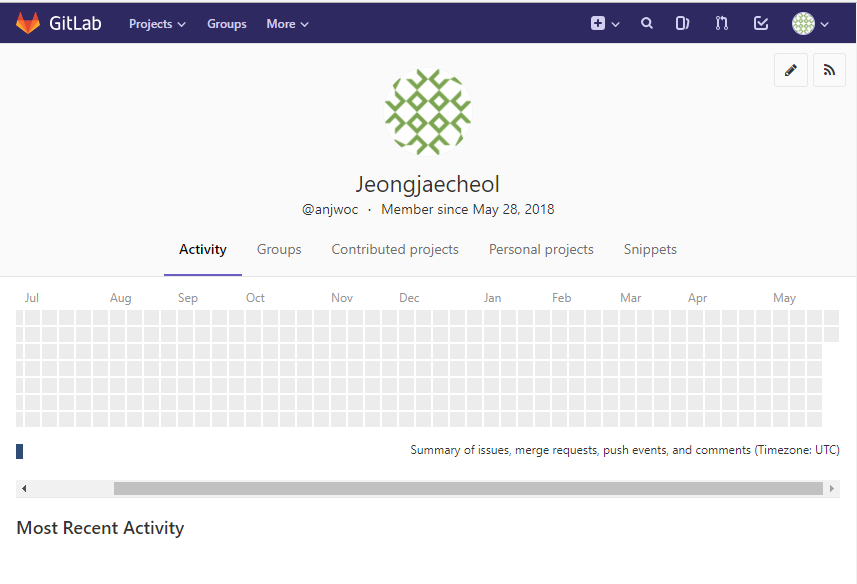 GitLab Projects Groups More
Jeongjaecheol
@anjwoc · Member since May 28, 2018
Activity Groups Contributed projects Personal projects Snippets
Jul Aug Sep Oct Nov Dec Jan Feb Mar Apr May
Summary of issues, merge requests, push events, and comments (Timezone: UTC)
Most Recent Activity